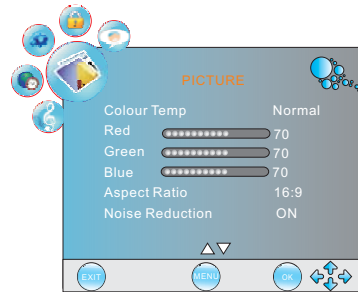 PICTURE
Colour Temp Normal
Red 70
Green 70
Blue 70
Aspect Ratio 16:9
Noise Reduction ON
EXIT MENU OK